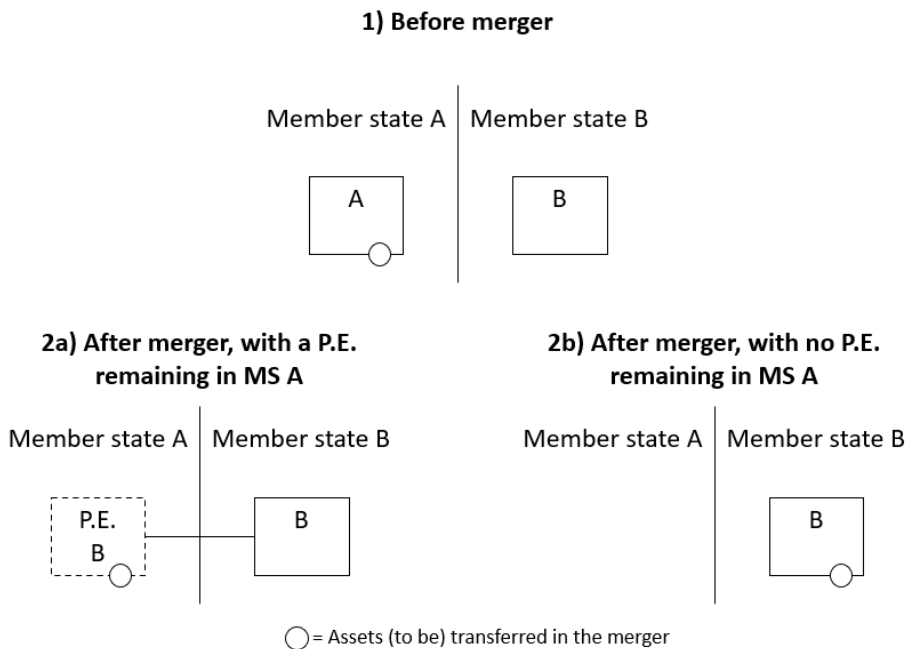 1) Before merger
Member state A
Member state B
A
B
2a) After merger, with a P.E.
remaining in MS A
Member state A
Member state B
P.E.
B
B
2b) After merger, with no P.E.
remaining in MS A
Member state A
Member state B
B
= Assets (to be) transferred in the merger